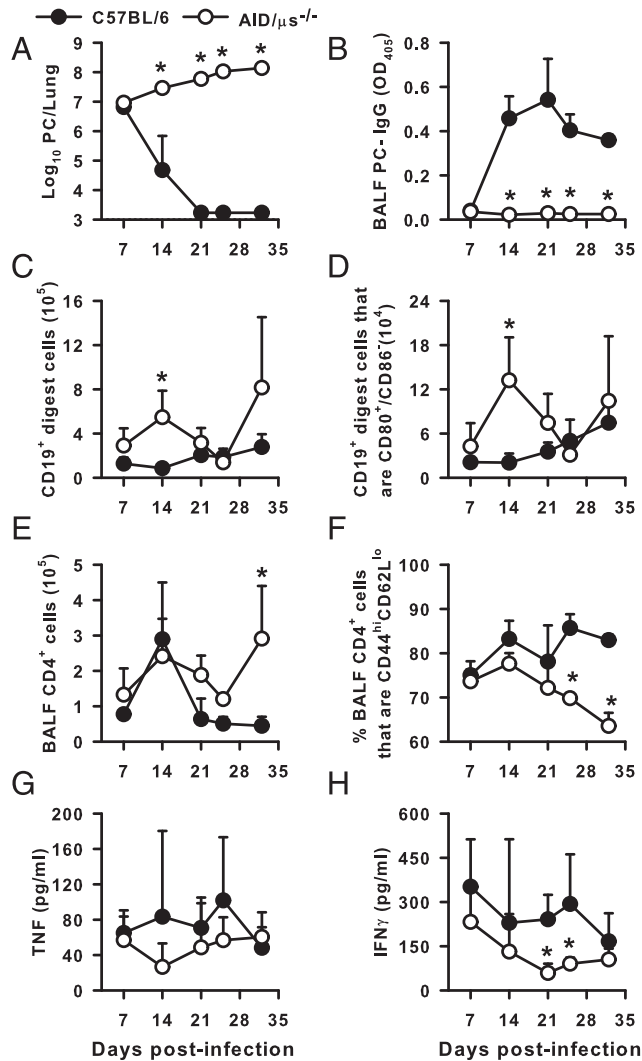 C57BL/6 AID/μs-/-
A B
Log10 PC/Lung
9
8
7
6
5
4
3
* * * *
7 14 21 28 35
BALF PC- IgG (OD405)
0.8
0.6
0.4
0.2
0.0
* * * *
7 14 21 28 35
C D
CD19+ digest cells (10^5)
16
12
8
4
0
*
7 14 21 28 35
CD19+ digest cells that
are CD80+/CD86-(10^4)
24
18
12
6
0
*
7 14 21 28 35
E F
BALF CD4+ cells (10^5)
5
4
3
2
1
0
*
7 14 21 28 35
% BALF CD4+ cells
that are CD44hiCD62Llo
100
90
80
70
60
* *
7 14 21 28 35
G H
TNF (pg/ml)
200
160
120
80
40
0
7 14 21 28 35
Days post-infection
IFNγ (pg/ml)
600
450
300
150
0
* *
7 14 21 28 35
Days post-infection